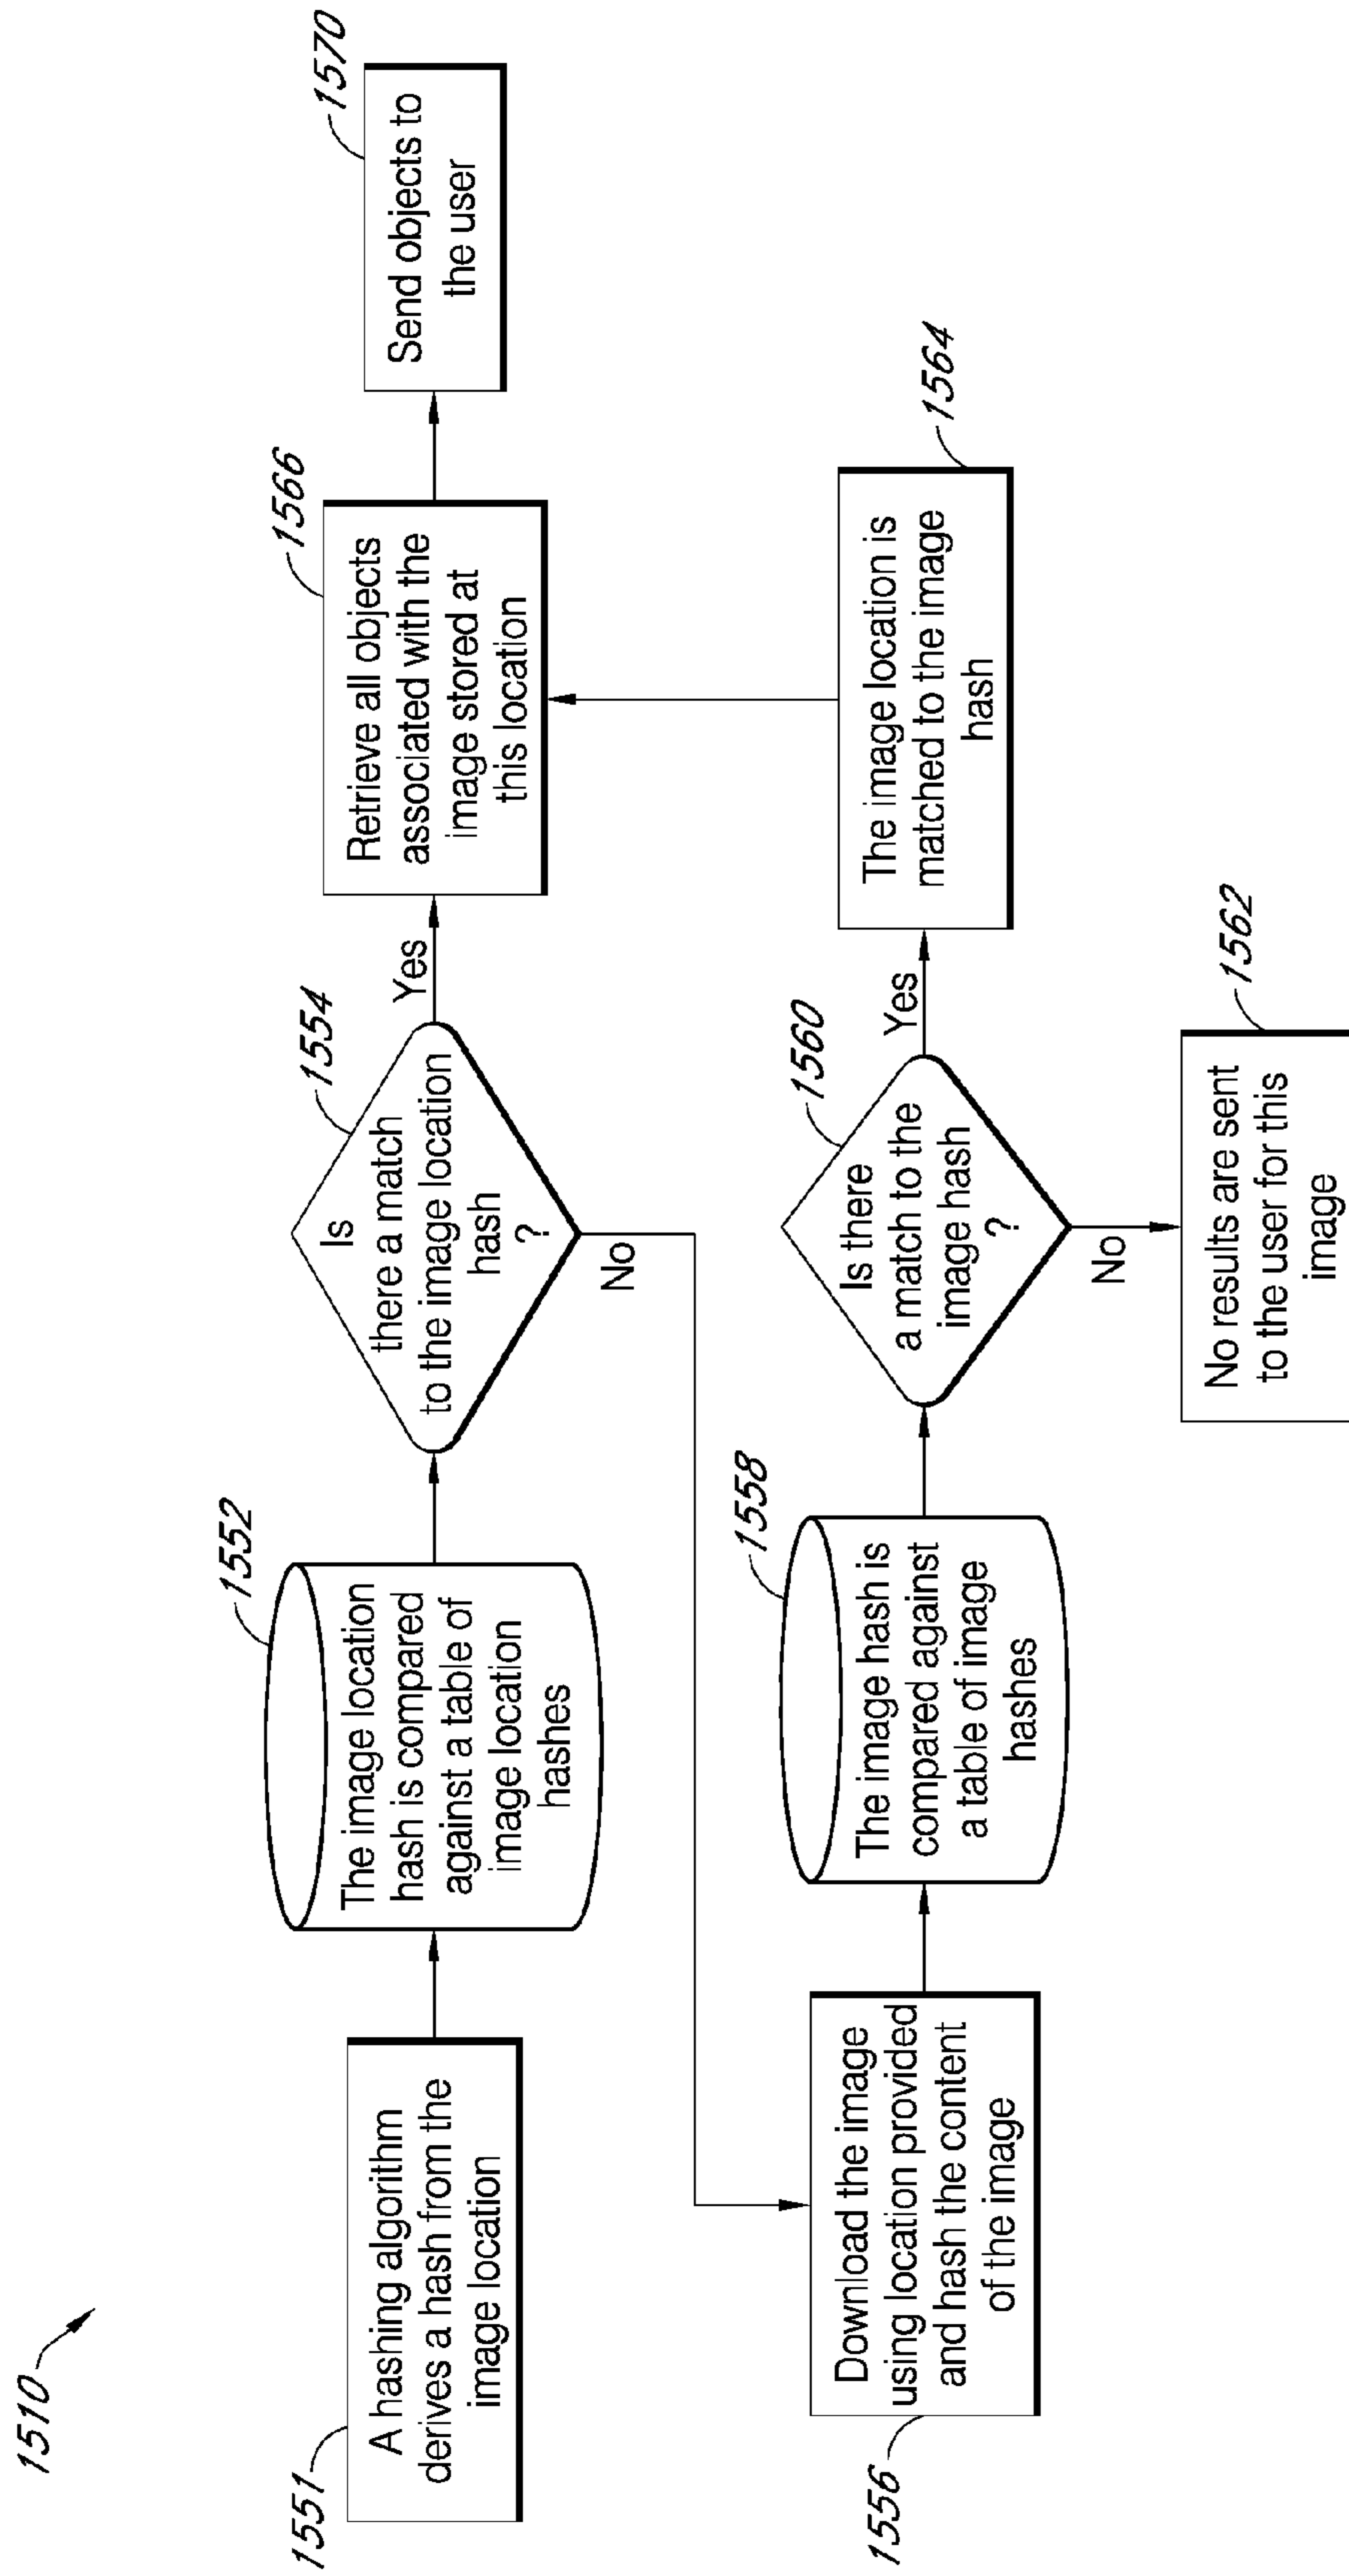 1510
1551
A hashing algorithm
derives a hash from the
image location
1552
The image location
hash is compared
against a table of
image location
hashes
1554
Is
there a match
to the image location
hash
?
Yes
No
1566
Retrieve all objects
associated with the
image stored at
this location
1570
Send objects to
the user
1556
Download the image
using location provided
and hash the content
of the image
1558
The image hash is
compared against
a table of image
hashes
1560
Is there
a match to the
image hash
?
Yes
No
1564
The image location is
matched to the image
hash
1562
No results are sent
to the user for this
image